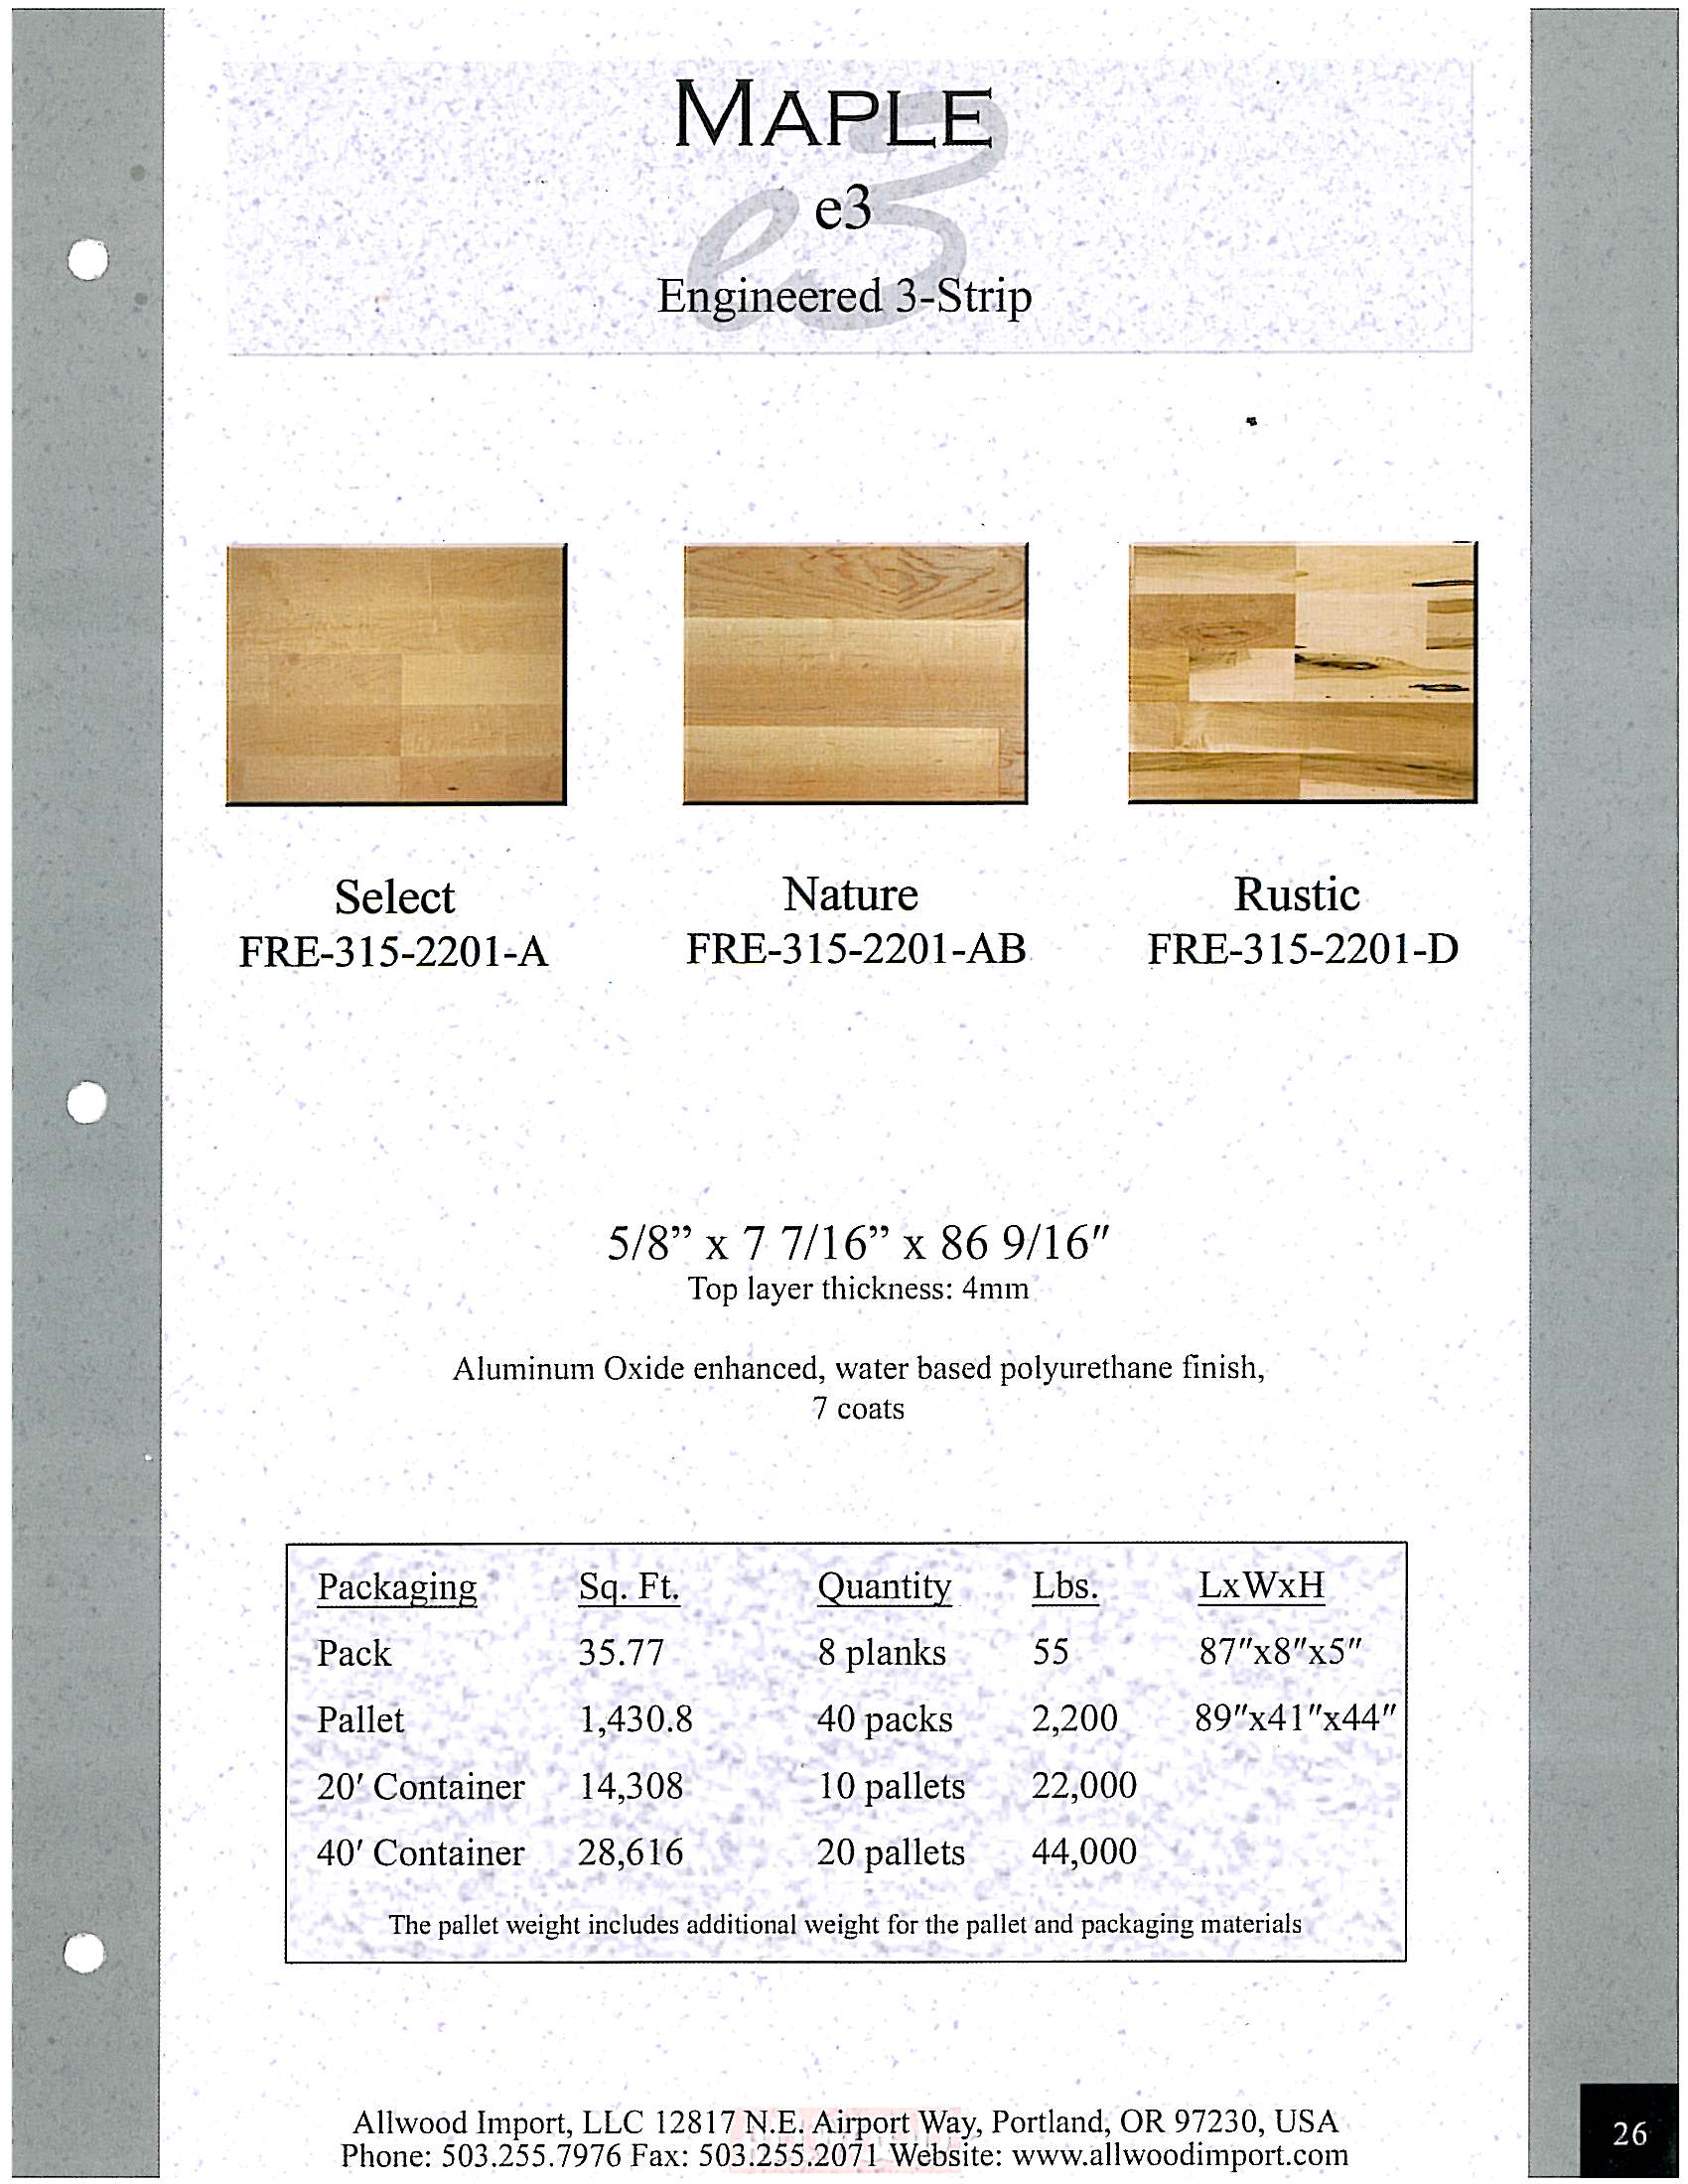 MAPLE
e3
Engineered 3-Strip
Select
FRE-315-2201-A
Nature
FRE-315-2201-AB
Rustic
FRE-315-2201-D
5/8” x 7 7/16” x 86 9/16"
Top layer thickness: 4mm
Aluminum Oxide enhanced, water based polyurethane finish,
7 coats
Packaging Sq. Ft. Quantity Lbs. LxWxH
Pack 35.77 8 planks 55 87"x8"x5"
Pallet 1,430.8 40 packs 2,200 89"x41"x44"
20' Container 14,308 10 pallets 22,000
40' Container 28,616 20 pallets 44,000
The pallet weight includes additional weight for the pallet and packaging materials
Allwood Import, LLC 12817 N.E. Airport Way, Portland, OR 97230, USA
Phone: 503.255.7976 Fax: 503.255.2071 Website: www.allwoodimport.com
26